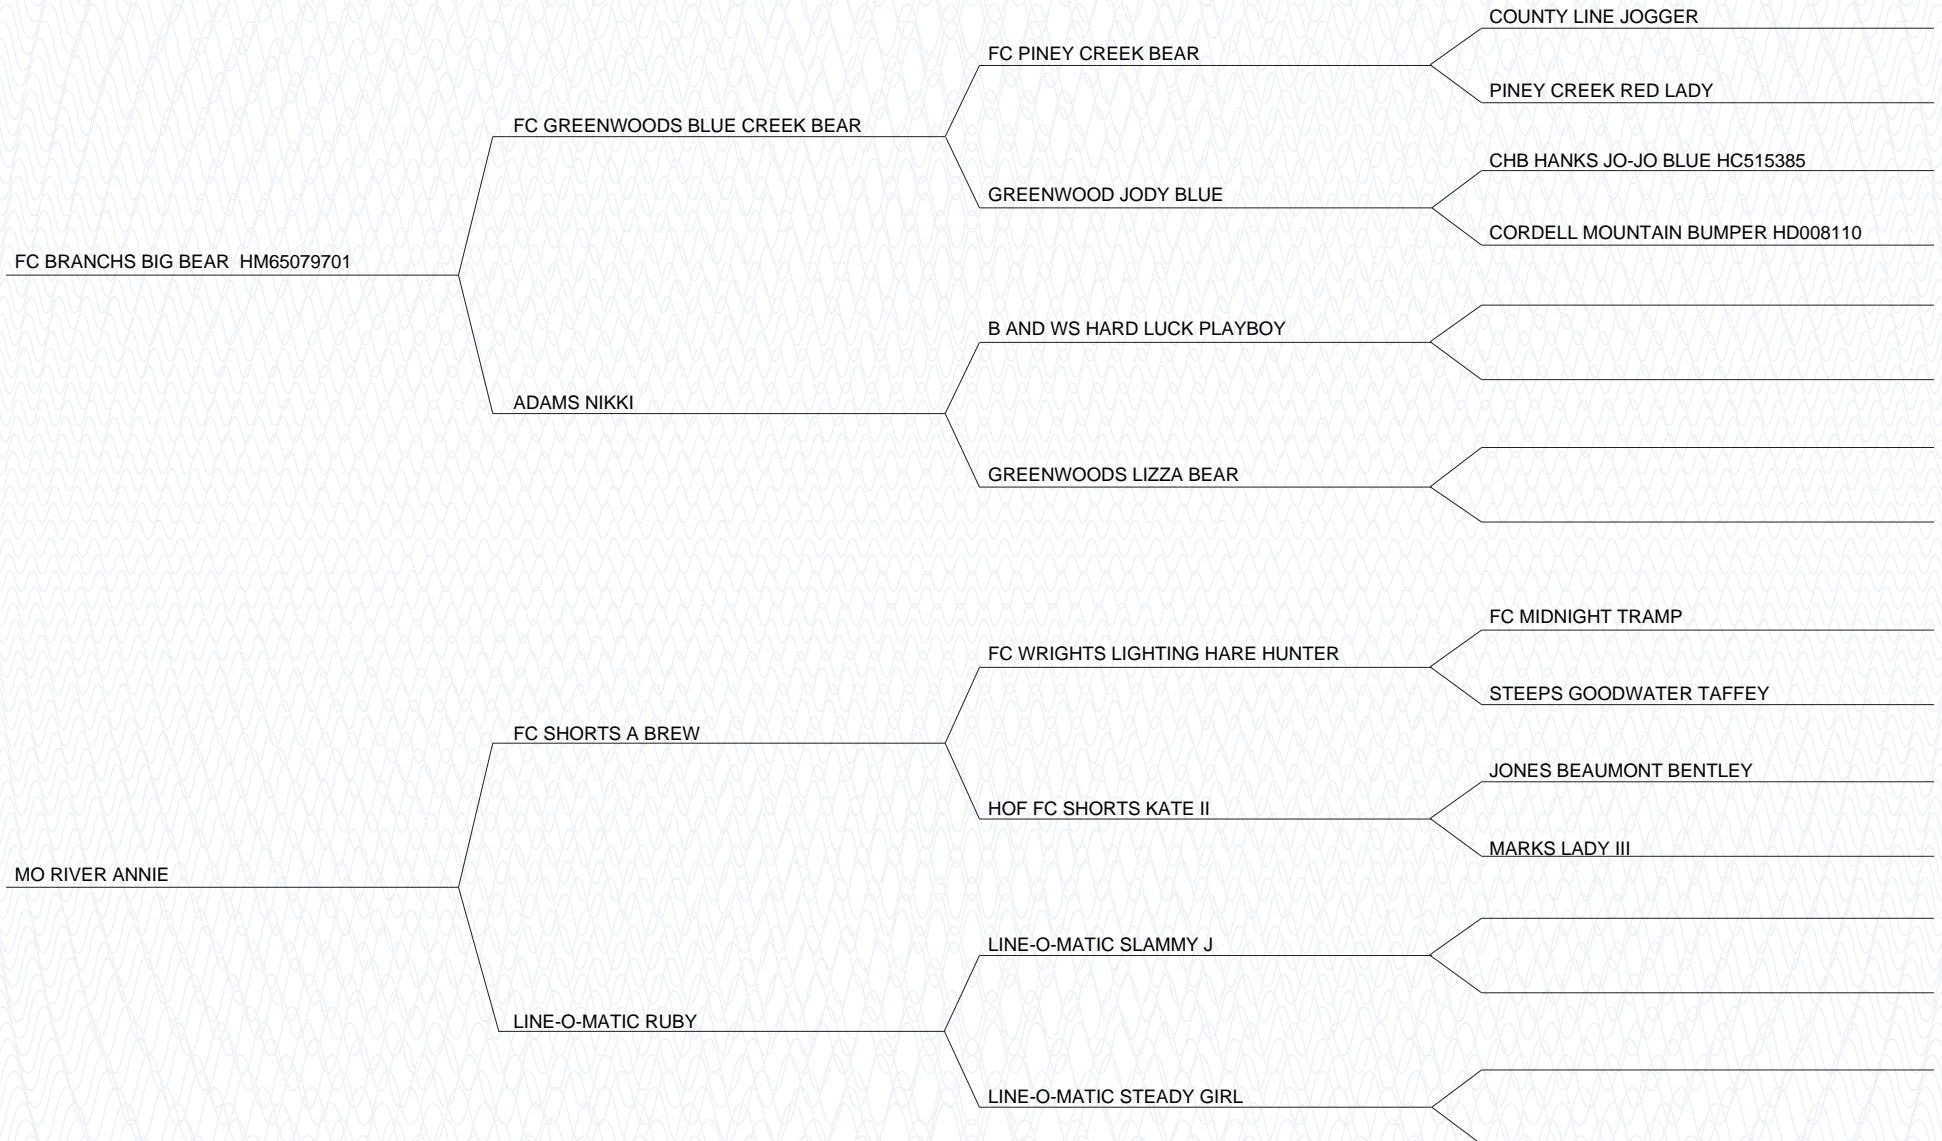 COUNTY LINE JOGGER
FC PINEY CREEK BEAR
PINEY CREEK RED LADY
FC GREENWOODS BLUE CREEK BEAR
CHB HANKS JO-JO BLUE HC515385
GREENWOOD JODY BLUE
CORDELL MOUNTAIN BUMPER HD008110
FC BRANCHS BIG BEAR  HM65079701
B AND WS HARD LUCK PLAYBOY
ADAMS NIKKI
GREENWOODS LIZZA BEAR
FC MIDNIGHT TRAMP
FC WRIGHTS LIGHTING HARE HUNTER
STEEPS GOODWATER TAFFEY
FC SHORTS A BREW
JONES BEAUMONT BENTLEY
HOF FC SHORTS KATE II
MARKS LADY III
MO RIVER ANNIE
LINE-O-MATIC SLAMMY J
LINE-O-MATIC RUBY
LINE-O-MATIC STEADY GIRL